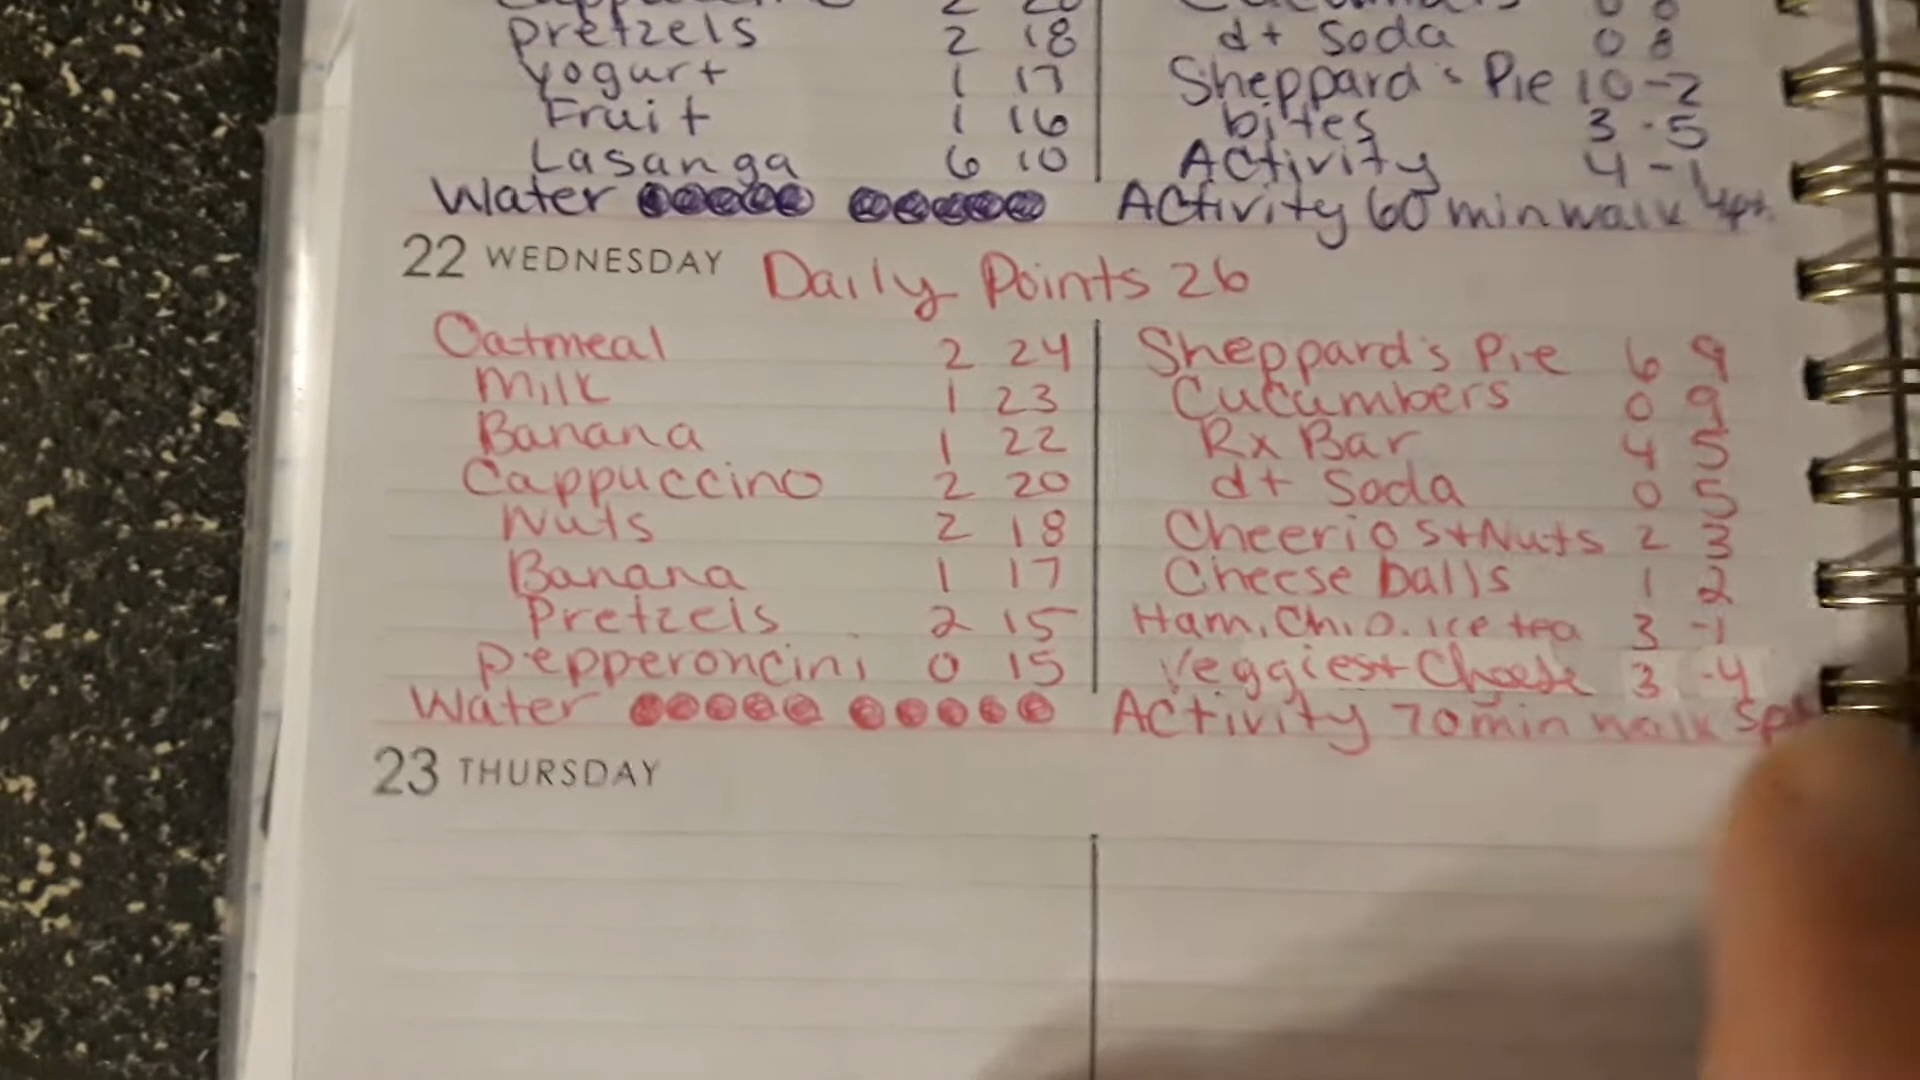 Pretzels 2 18
Yogurt 1 17
Fruit 1 16
Lasanga 6 10
dt Soda 0 8
Sheppard's Pie 10 -2
bites 3 -5
Activity 4 -1
Water
Activity 60 min walk 4pt
22 WEDNESDAY Daily Points 26
Oatmeal 2 24
Milk 1 23
Banana 1 22
Cappuccino 2 20
Nuts 2 18
Banana 1 17
Pretzels 2 15
Pepperoncini 0 15
Sheppard's Pie 6 9
Cucumbers 0 9
Rx Bar 4 5
dt Soda 0 5
Cheerios+Nuts 2 3
Cheese balls 1 2
Ham, Ch, O. ice tea 3 -1
Veggies+ Cheese 3 -4
Water
Activity 70 min walk 5p
23 THURSDAY